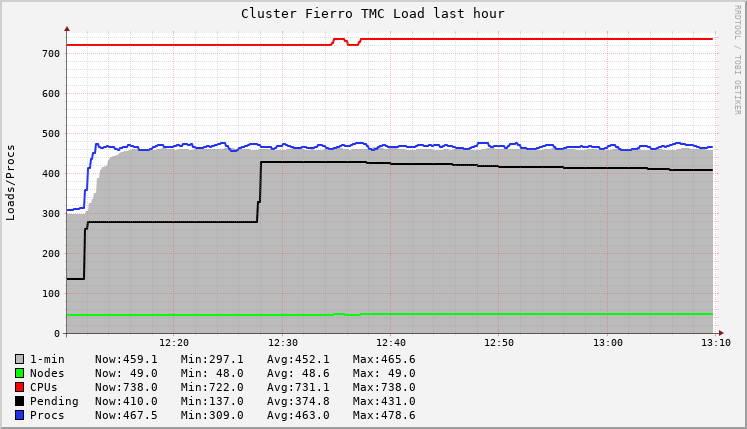 Cluster Fierro TMC Load last hour
RRDTOOL / TOBI OETIKER
Loads/Procs
700
600
500
400
300
200
100
0
12:20 12:30 12:40 12:50 13:00 13:10
1-min Now:459.1 Min:297.1 Avg:452.1 Max:465.6
Nodes Now: 49.0 Min: 48.0 Avg: 48.6 Max: 49.0
CPUs Now:738.0 Min:722.0 Avg:731.1 Max:738.0
Pending Now:410.0 Min:137.0 Avg:374.8 Max:431.0
Procs Now:467.5 Min:309.0 Avg:463.0 Max:478.6